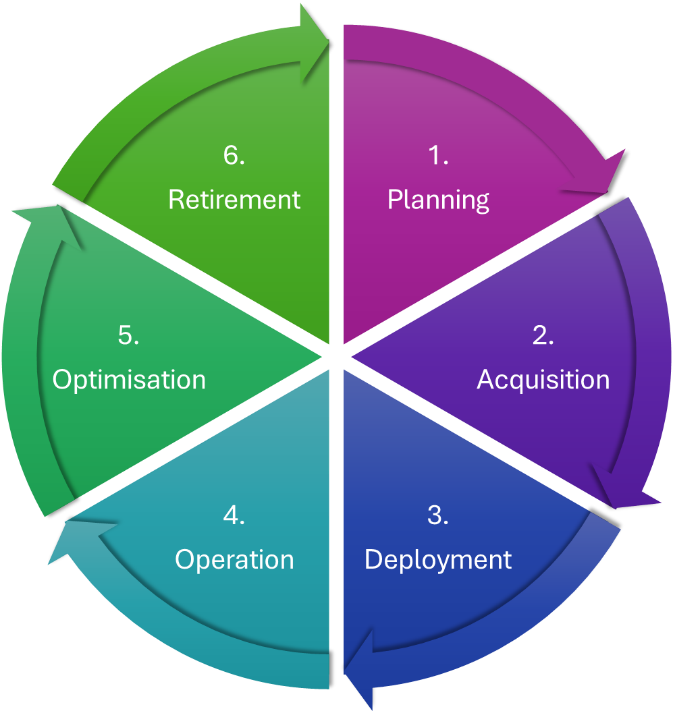 1.
Planning
2.
Acquisition
3.
Deployment
4.
Operation
5.
Optimisation
6.
Retirement